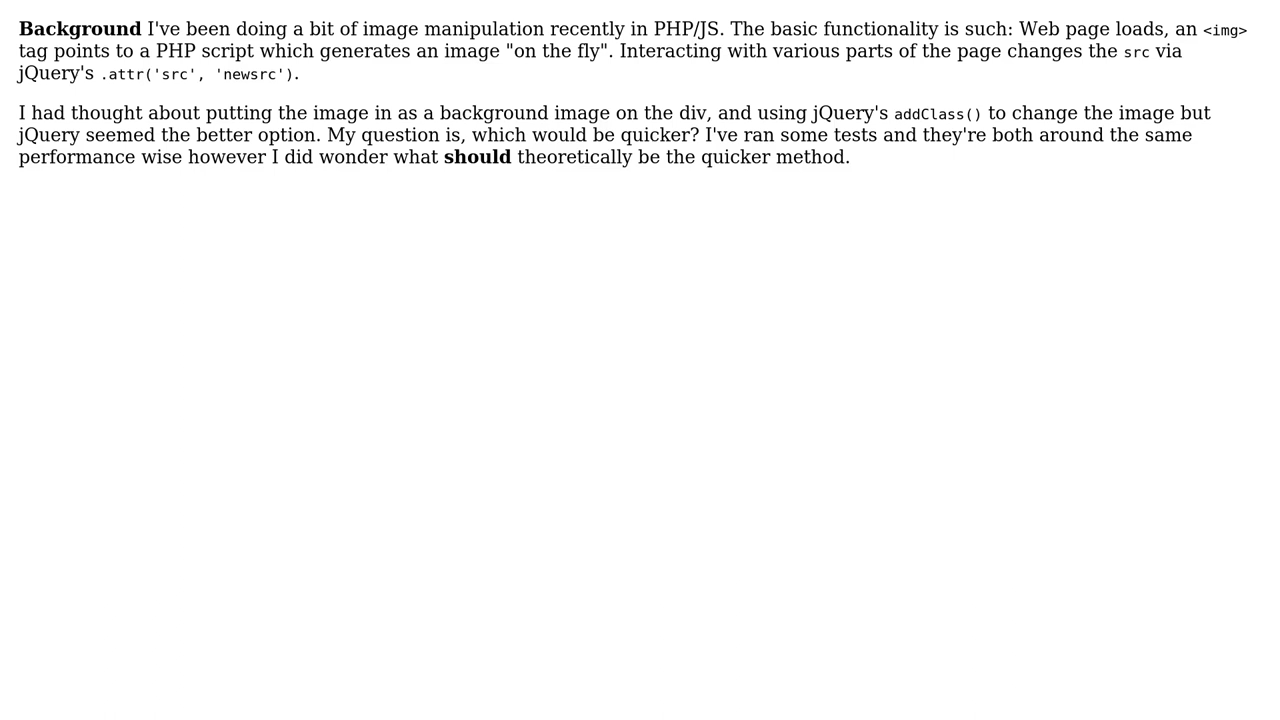 Background I've been doing a bit of image manipulation recently in PHP/JS. The basic functionality is such: Web page loads, an <img>
tag points to a PHP script which generates an image "on the fly". Interacting with various parts of the page changes the src via
jQuery's .attr('src', 'newsrc').
I had thought about putting the image in as a background image on the div, and using jQuery's addClass() to change the image but
jQuery seemed the better option. My question is, which would be quicker? I've ran some tests and they're both around the same
performance wise however I did wonder what should theoretically be the quicker method.